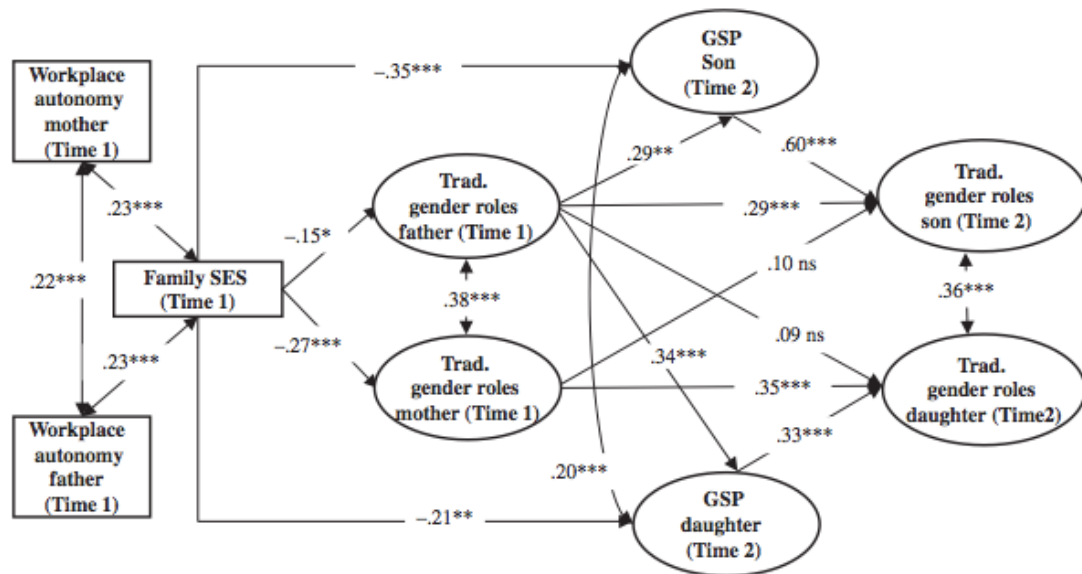 Workplace
autonomy
mother
(Time 1)
.23***
.22***
Family SES
(Time 1)
.23***
Workplace
autonomy
father
(Time 1)
–.35***
–.15*
–.27***
–.21**
Trad.
gender roles
father (Time 1)
.38***
Trad.
gender roles
mother (Time 1)
GSP
Son
(Time 2)
.29**
.60***
.29***
.10 ns
.09 ns
.34***
.35***
.33***
.20***
GSP
daughter
(Time 2)
Trad.
gender roles
son (Time 2)
.36***
Trad.
gender roles
daughter (Time2)